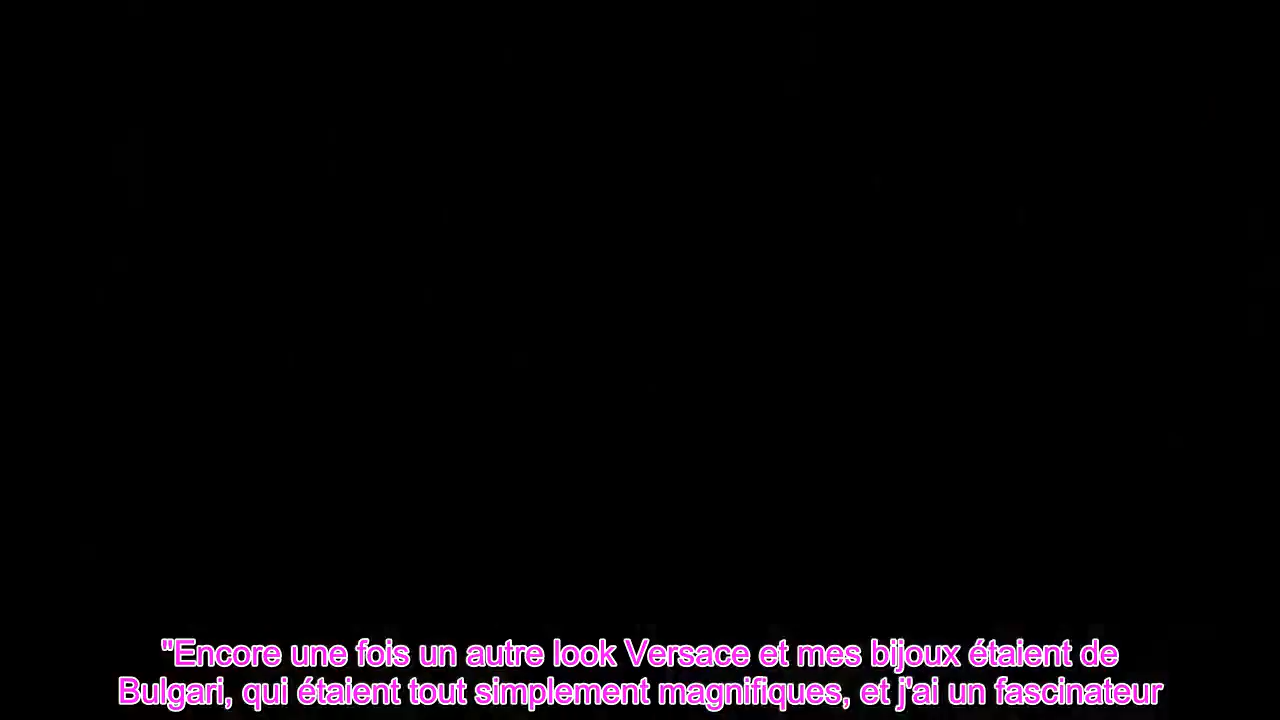 "Encore une fois un autre look Versace et mes bijoux étaient de
Bulgari, qui étaient tout simplement magnifiques, et j'ai un fascinateur